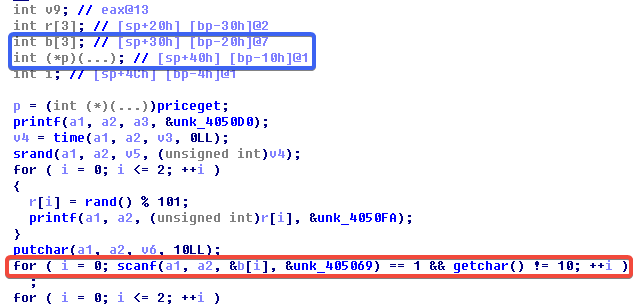 int v9; // eax@13
int r[3]; // [sp+20h] [bp-30h]@2
int b[3]; // [sp+30h] [bp-20h]@7
int (*p)(...); // [sp+40h] [bp-10h]@1
int i; // [sp+4Ch] [bp-4h]@1
p = (int (*)(...))priceget;
printf(a1, a2, a3, &unk_4050D0);
v4 = time(a1, a2, v3, 0LL);
srand(a1, a2, v5, (unsigned int)v4);
for ( i = 0; i <= 2; ++i )
{
r[i] = rand() % 101;
printf(a1, a2, (unsigned int)r[i], &unk_4050FA);
}
putchar(a1, a2, v6, 10LL);
for ( i = 0; scanf(a1, a2, &b[i], &unk_405069) == 1 && getchar() != 10; ++i )
;
for ( i = 0; i <= 2; ++i )